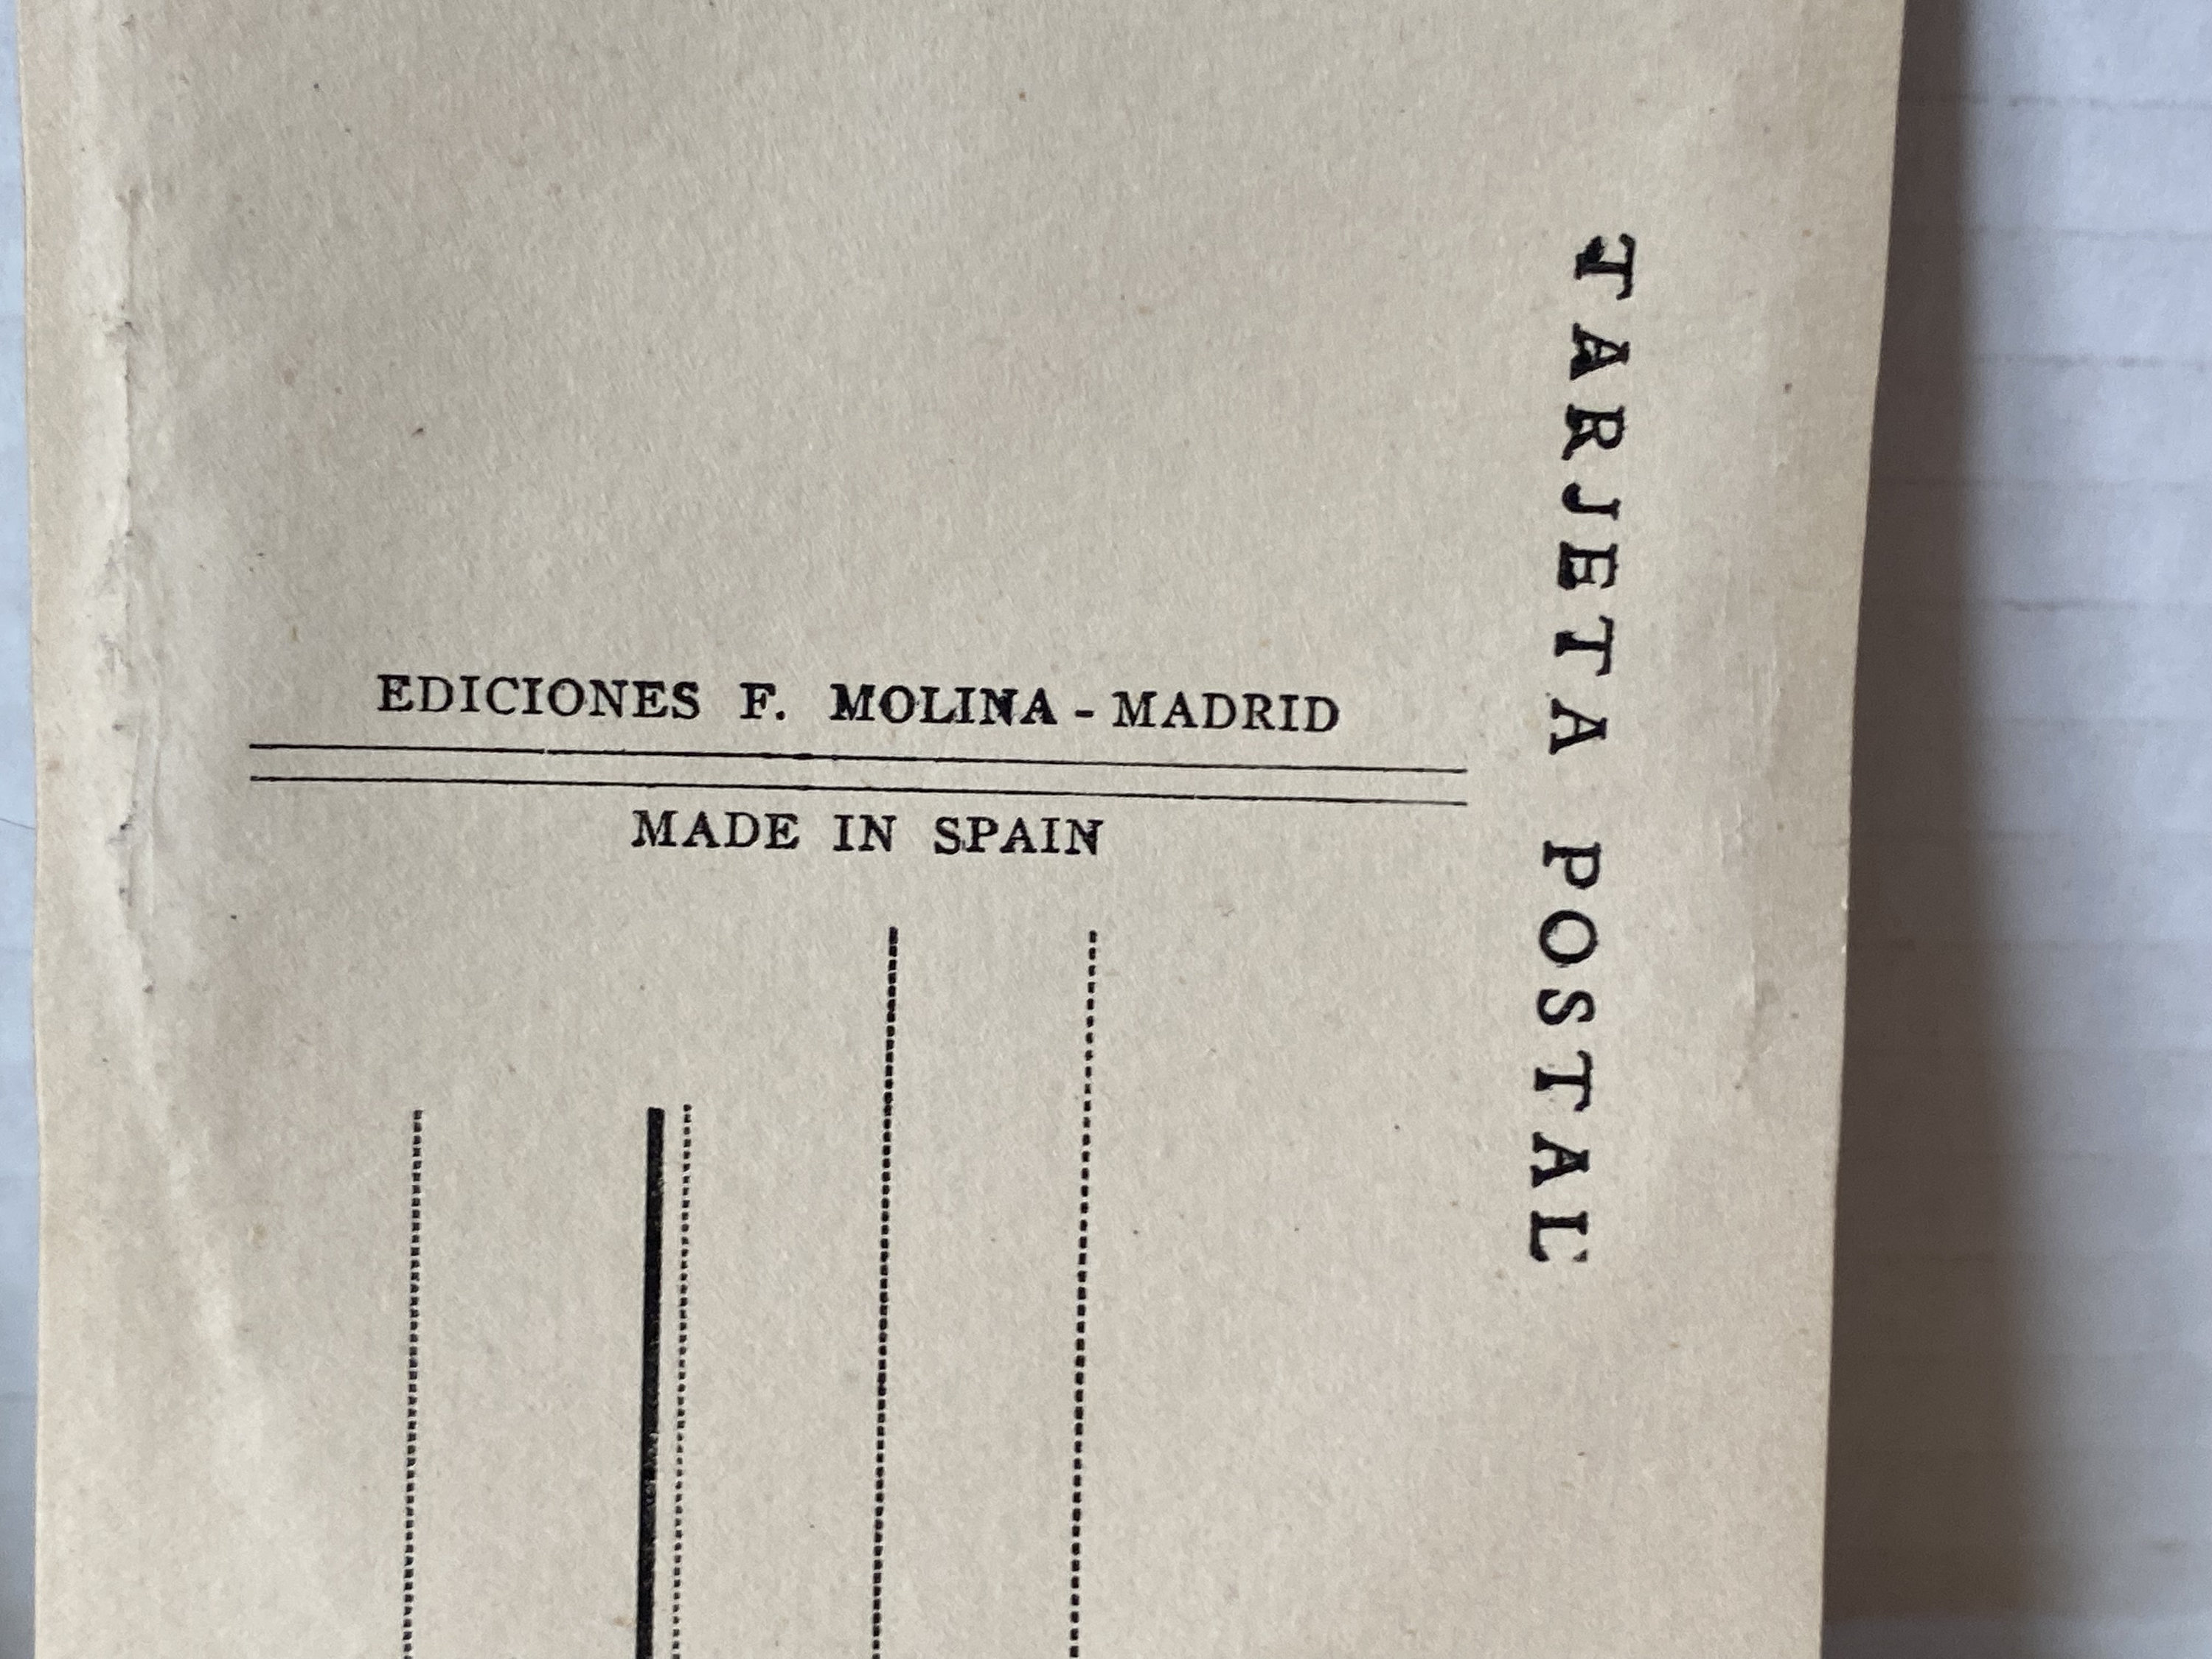 TARJETA POSTAL
EDICIONES F. MOLINA - MADRID
MADE IN SPAIN